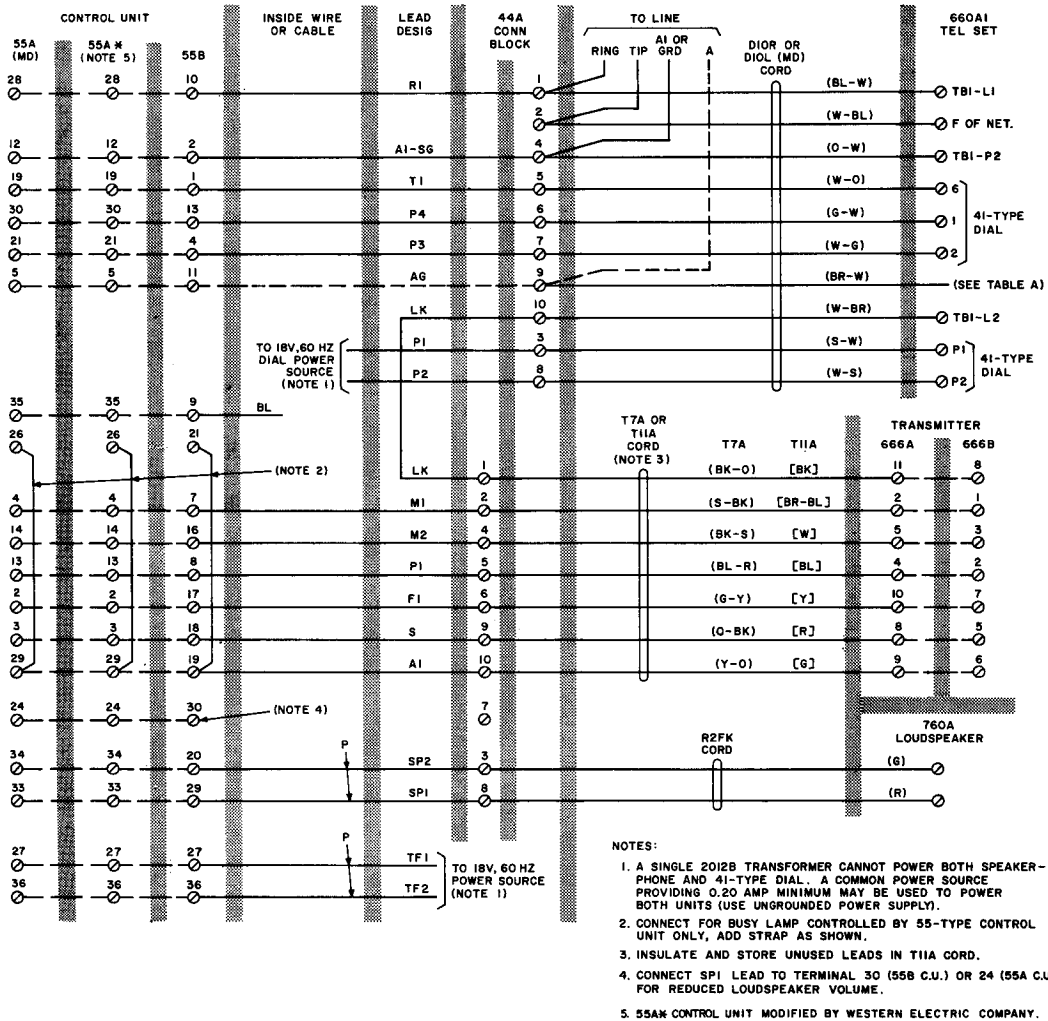 CONTROL UNIT
INSIDE WIRE OR CABLE
LEAD DESIG
44A CONN BLOCK
TO LINE
660A1 TEL SET
55A (MD)
55A * (NOTE 5)
55B
RING TIP A1 OR GRD A
D10R OR D10L (MD) CORD
28 28 10 R1 1 (BL-W) TB1-L1
2 (W-BL) F OF NET.
12 12 2 A1-SG 4 (O-W) TB1-P2
19 19 1 T1 5 (W-O) 6
30 30 13 P4 6 (G-W) 1
41-TYPE DIAL
21 21 4 P3 7 (W-G) 2
5 5 11 AG 9 (BR-W) (SEE TABLE A)
LK 10 (W-BR) TB1-L2
TO 18V, 60 HZ DIAL POWER SOURCE (NOTE 1)
P1 3 (S-W) P1
P2 8 (W-S) P2
41-TYPE DIAL
35 35 9 BL
26 26 21
(NOTE 2)
T7A OR T11A CORD (NOTE 3)
T7A T11A
TRANSMITTER
666A 666B
LK 1 (BK-O) [BK] 11 8
4 4 7 M1 2 (S-BK) [BR-BL] 2 1
14 14 16 M2 4 (BK-S) [W] 5 3
13 13 8 P1 5 (BL-R) [BL] 4 2
2 2 17 F1 6 (G-Y) [Y] 10 7
3 3 18 S 9 (O-BK) [R] 8 5
29 29 19 A1 10 (Y-O) [G] 9 6
24 24 30 (NOTE 4) 7
760A LOUDSPEAKER
R2FK CORD
P
34 34 20 SP2 3 (G)
33 33 29 SP1 8 (R)
P
27 27 27 TF1
36 36 36 TF2
TO 18V, 60 HZ POWER SOURCE (NOTE 1)
NOTES:
1. A SINGLE 2012B TRANSFORMER CANNOT POWER BOTH SPEAKER-
PHONE AND 41-TYPE DIAL. A COMMON POWER SOURCE
PROVIDING 0.20 AMP MINIMUM MAY BE USED TO POWER
BOTH UNITS (USE UNGROUNDED POWER SUPPLY).
2. CONNECT FOR BUSY LAMP CONTROLLED BY 55-TYPE CONTROL
UNIT ONLY, ADD STRAP AS SHOWN.
3. INSULATE AND STORE UNUSED LEADS IN T11A CORD.
4. CONNECT SP1 LEAD TO TERMINAL 30 (55B C.U.) OR 24 (55A C.U
FOR REDUCED LOUDSPEAKER VOLUME.
5. 55A* CONTROL UNIT MODIFIED BY WESTERN ELECTRIC COMPANY.